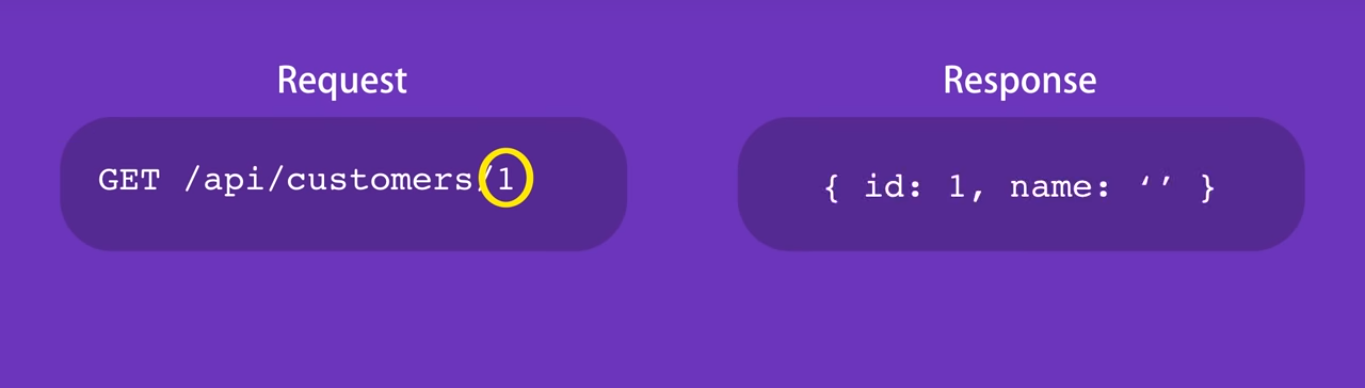 Request
GET /api/customers/1
Response
{ id: 1, name: ‘’ }